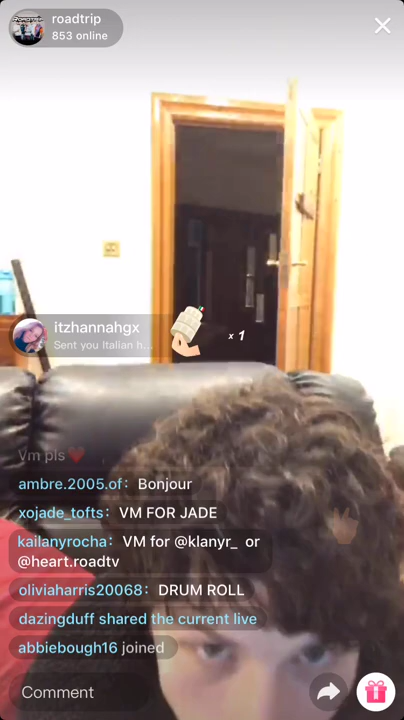 roadtrip
853 online
itzhannahgx
Sent you Italian h...
x 1
Vm pls ❤️
ambre.2005.of: Bonjour
xojade_tofts: VM FOR JADE
kailanyrocha: VM for @klanyr_ or
@heart.roadtv
oliviaharris20068: DRUM ROLL
dazingduff shared the current live
abbiebough16 joined
Comment